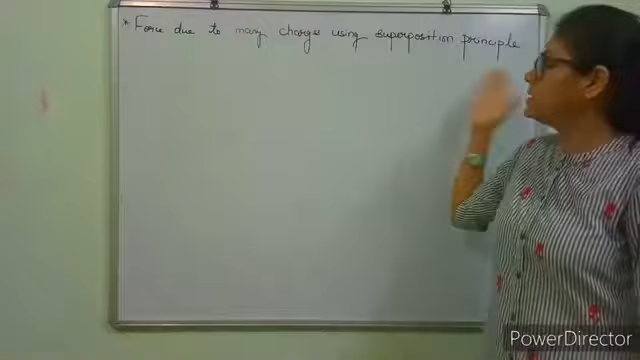 * Force due to many charges using superposition principle
PowerDirector